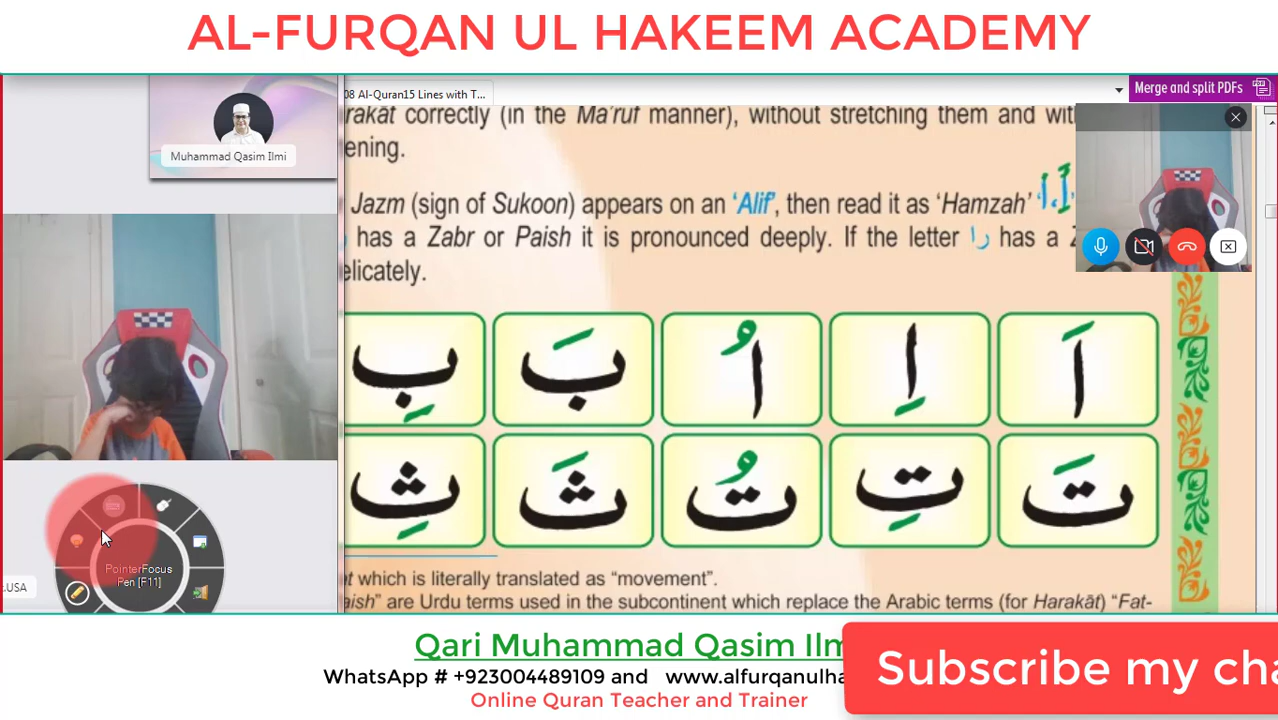 AL-FURQAN UL HAKEEM ACADEMY
08 Al-Quran15 Lines with T...
Merge and split PDFs
Muhammad Qasim Ilmi
rakāt correctly (in the Ma'ruf manner), without stretching them and
ening.
Jazm (sign of Sukoon) appears on an 'Alif', then read it as 'Hamzah'
has a Zabr or Paish it is pronounced deeply. If the letter را has a
elicately.
اَ اِ اُ بَ بِ
تَ تِ تُ ثَ ثِ
PointerFocus
Pen [F11]
.USA
which is literally translated as "movement".
aish" are Urdu terms used in the subcontinent which replace the Arabic terms (for Harakāt) "Fat-
Qari Muhammad Qasim Ilm
WhatsApp # +923004489109 and www.alfurqanulha
Online Quran Teacher and Trainer
Subscribe my cha